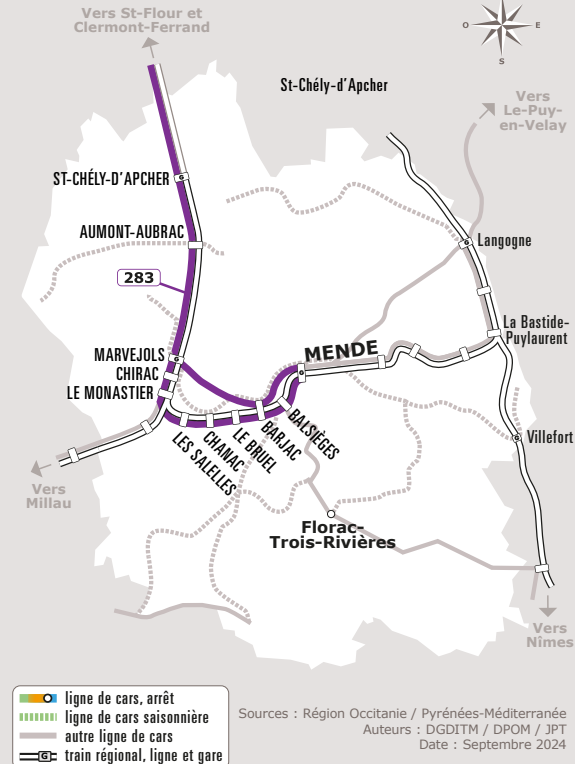 Vers St-Flour et
Clermont-Ferrand
O
E
S
St-Chély-d'Apcher
Vers
Le-Puy-
en-Velay
ST-CHÉLY-D'APCHER
G
AUMONT-AUBRAC
G
Langogne
283
La Bastide-
Puylaurent
MARVEJOLS
G
MENDE
G
CHIRAC
LE MONASTIER
BALSIÈGES
BARJAC
LE BRUEL
CHANAC
LES SALELLES
G
Villefort
Vers
Millau
Florac-
Trois-Rivières
Vers
Nîmes
ligne de cars, arrêt
ligne de cars saisonnière
autre ligne de cars
G
train régional, ligne et gare
Sources : Région Occitanie / Pyrénées-Méditerranée
Auteurs : DGDITM / DPOM / JPT
Date : Septembre 2024